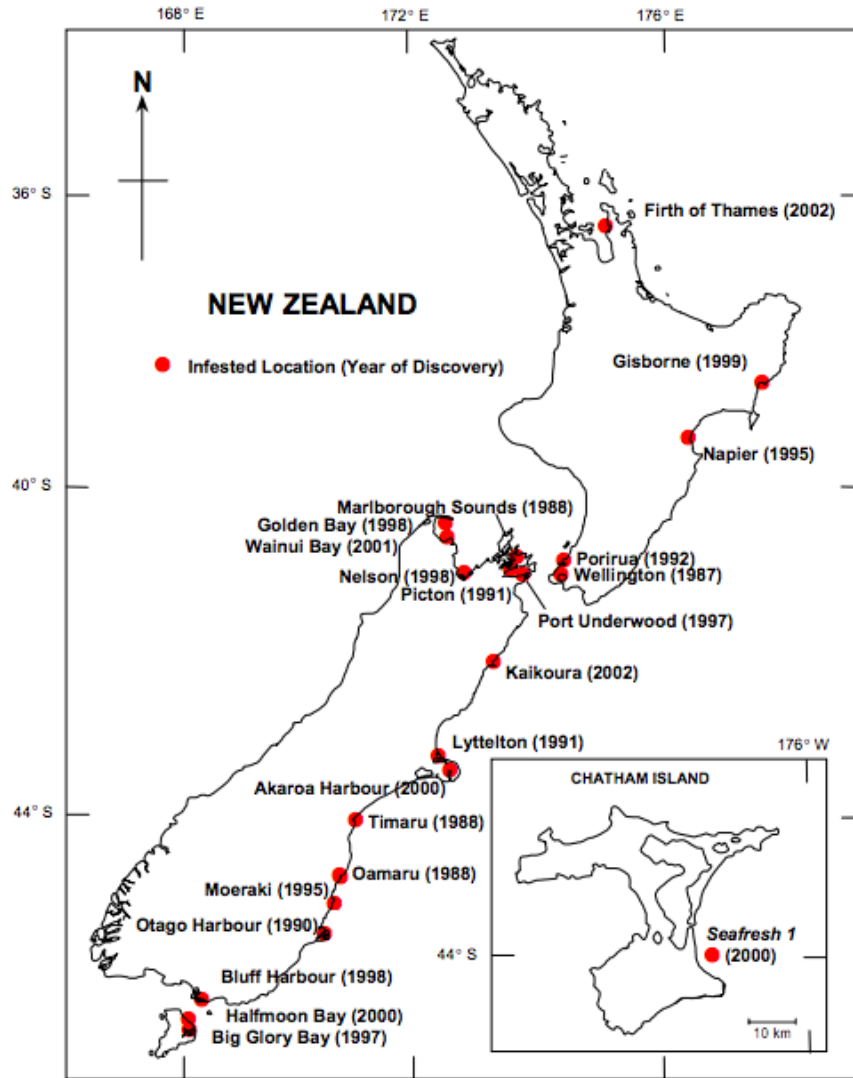 168° E
172° E
176° E
N
36° S
Firth of Thames (2002)
NEW ZEALAND
Infested Location (Year of Discovery)
Gisborne (1999)
Napier (1995)
40° S
Marlborough Sounds (1988)
Golden Bay (1998)
Wainui Bay (2001)
Nelson (1998)
Picton (1991)
Porirua (1992)
Wellington (1987)
Port Underwood (1997)
Kaikoura (2002)
Lyttelton (1991)
176° W
CHATHAM ISLAND
Akaroa Harbour (2000)
44° S
Timaru (1988)
Oamaru (1988)
Moeraki (1995)
Otago Harbour (1990)
Seafresh 1
(2000)
44° S
Bluff Harbour (1998)
Halfmoon Bay (2000)
Big Glory Bay (1997)
10 km
168° E
172° E
176° E